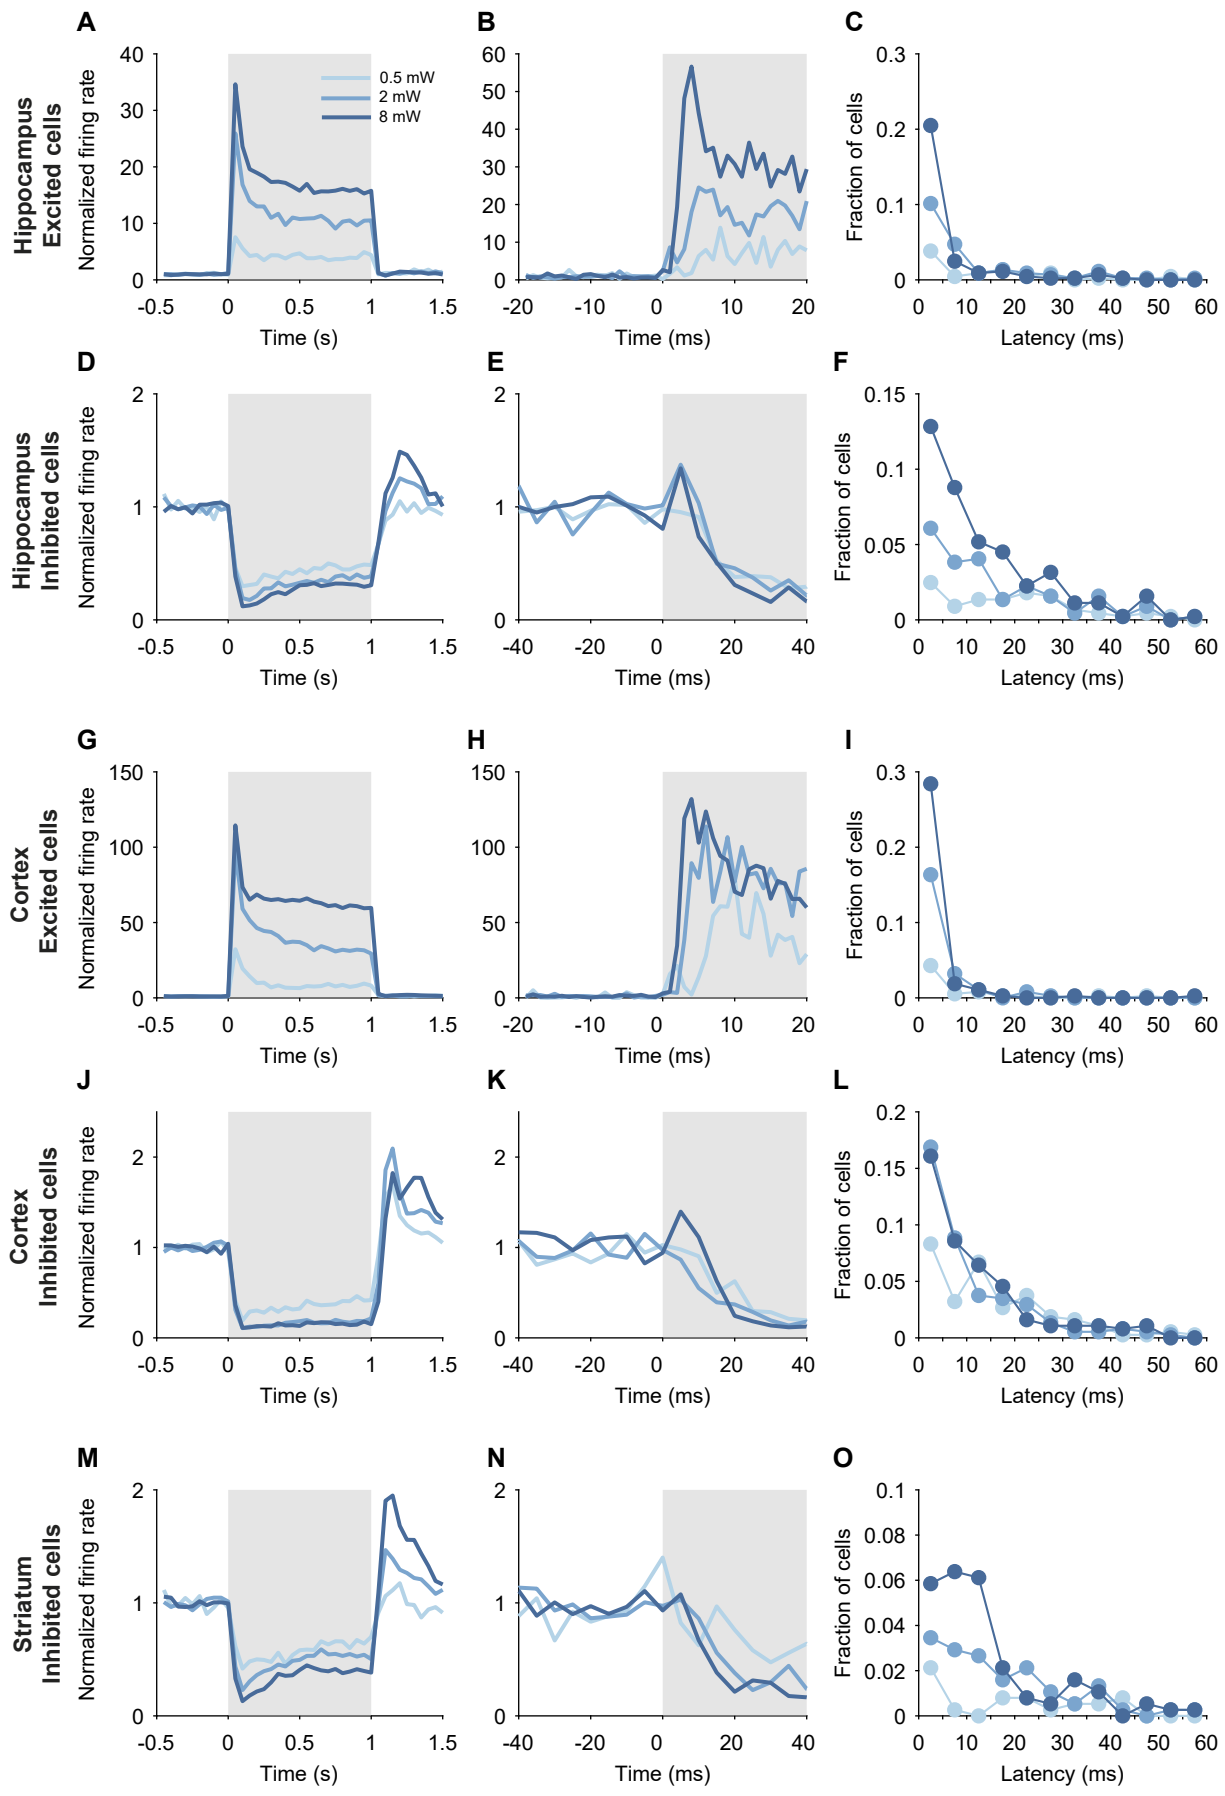 A
B
C
Hippocampus
Excited cells
Normalized firing rate
40
30
20
10
0
-0.5
0
0.5
1
1.5
Time (s)
0.5 mW
2 mW
8 mW
60
50
40
30
20
10
0
-20
-10
0
10
20
Time (ms)
Fraction of cells
0.3
0.2
0.1
0
0
10
20
30
40
50
60
Latency (ms)
D
E
F
Hippocampus
Inhibited cells
Normalized firing rate
2
1
0
-0.5
0
0.5
1
1.5
Time (s)
2
1
0
-40
-20
0
20
40
Time (ms)
Fraction of cells
0.15
0.1
0.05
0
0
10
20
30
40
50
60
Latency (ms)
G
H
I
Cortex
Excited cells
Normalized firing rate
150
100
50
0
-0.5
0
0.5
1
1.5
Time (s)
150
100
50
0
-20
-10
0
10
20
Time (ms)
Fraction of cells
0.3
0.2
0.1
0
0
10
20
30
40
50
60
Latency (ms)
J
K
L
Cortex
Inhibited cells
Normalized firing rate
2
1
0
-0.5
0
0.5
1
1.5
Time (s)
2
1
0
-40
-20
0
20
40
Time (ms)
Fraction of cells
0.2
0.15
0.1
0.05
0
0
10
20
30
40
50
60
Latency (ms)
M
N
O
Striatum
Inhibited cells
Normalized firing rate
2
1
0
-0.5
0
0.5
1
1.5
Time (s)
2
1
0
-40
-20
0
20
40
Time (ms)
Fraction of cells
0.1
0.08
0.06
0.04
0.02
0
0
10
20
30
40
50
60
Latency (ms)